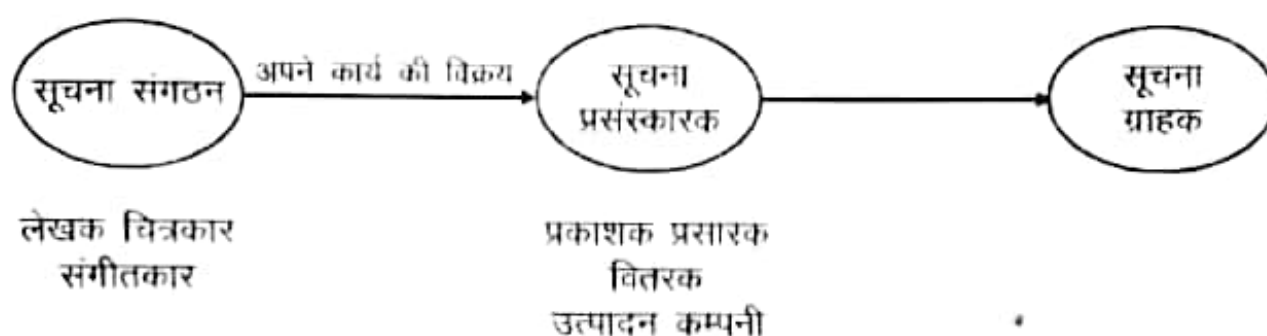 सूचना संगठन
अपने कार्य की विक्रय
सूचना
प्रसंस्कारक
सूचना
ग्राहक
लेखक चित्रकार
संगीतकार
प्रकाशक प्रसारक
वितरक
उत्पादन कम्पनी